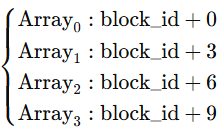 Array₀ : block_id + 0
Array₁ : block_id + 3
Array₂ : block_id + 6
Array₃ : block_id + 9